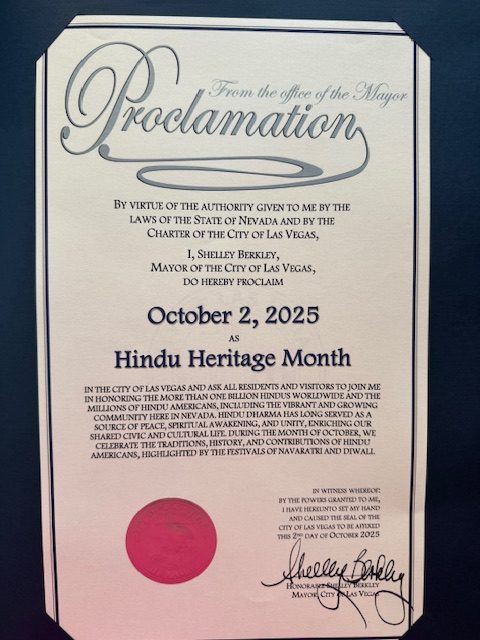 From the office of the Mayor
Proclamation
BY VIRTUE OF THE AUTHORITY GIVEN TO ME BY THE
LAWS OF THE STATE OF NEVADA AND BY THE
CHARTER OF THE CITY OF LAS VEGAS,
I, SHELLEY BERKLEY,
MAYOR OF THE CITY OF LAS VEGAS,
DO HEREBY PROCLAIM
October 2, 2025
AS
Hindu Heritage Month
IN THE CITY OF LAS VEGAS AND ASK ALL RESIDENTS AND VISITORS TO JOIN ME
IN HONORING THE MORE THAN ONE BILLION HINDUS WORLDWIDE AND THE
MILLIONS OF HINDU AMERICANS, INCLUDING THE VIBRANT AND GROWING
COMMUNITY HERE IN NEVADA. HINDU DHARMA HAS LONG SERVED AS A
SOURCE OF PEACE, SPIRITUAL AWAKENING, AND UNITY, ENRICHING OUR
SHARED CIVIC AND CULTURAL LIFE. DURING THE MONTH OF OCTOBER, WE
CELEBRATE THE TRADITIONS, HISTORY, AND CONTRIBUTIONS OF HINDU
AMERICANS, HIGHLIGHTED BY THE FESTIVALS OF NAVARATRI AND DIWALI.
IN WITNESS WHEREOF:
BY THE POWERS GRANTED TO ME,
I HAVE HEREUNTO SET MY HAND
AND CAUSED THE SEAL OF THE
CITY OF LAS VEGAS TO BE AFFIXED
THIS 2ND DAY OF OCTOBER 2025
Shelley Berkley
HONORABLE SHELLEY BERKLEY
MAYOR, CITY OF LAS VEGAS